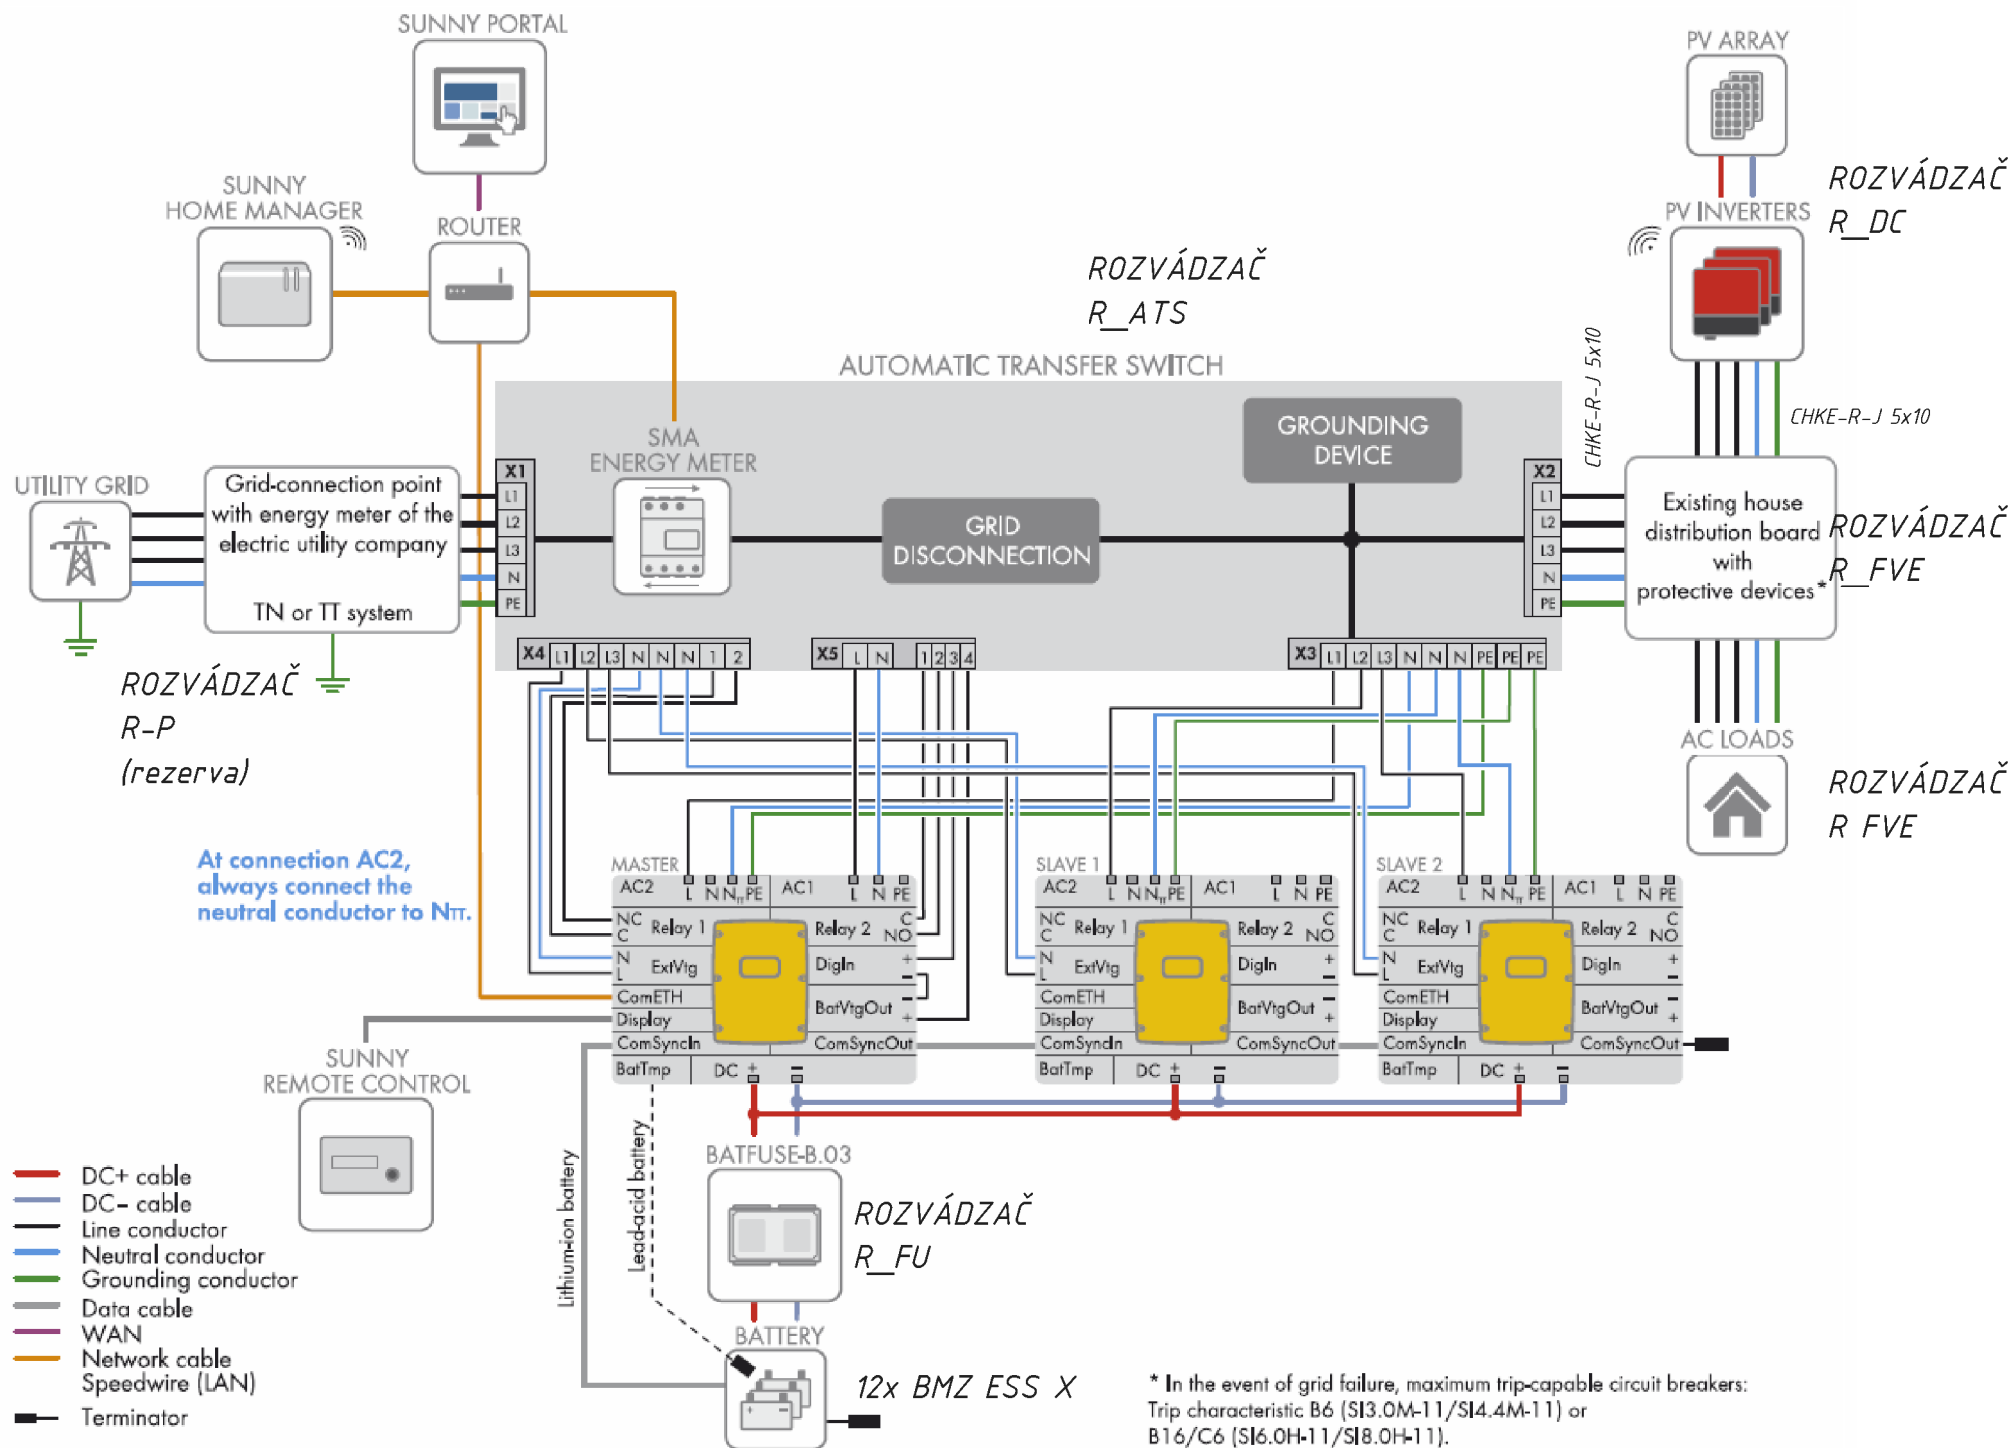 SUNNY PORTAL
PV ARRAY
SUNNY
HOME MANAGER
ROUTER
ROZVÁDZAČ
R_DC
PV INVERTERS
ROZVÁDZAČ
R_ATS
AUTOMATIC TRANSFER SWITCH
CHKE-R-J 5x10
CHKE-R-J 5x10
SMA
ENERGY METER
GROUNDING
DEVICE
GRID
DISCONNECTION
UTILITY GRID
Grid-connection point
with energy meter of the
electric utility company
TN or TT system
X1
L1
L2
L3
N
PE
X2
L1
L2
L3
N
PE
Existing house
distribution board
with
protective devices*
ROZVÁDZAČ
R_FVE
X4 L1 L2 L3 N N N 1 2
X5 L N 1 2 3 4
X3 L1 L2 L3 N N N PE PE PE
ROZVÁDZAČ
R-P
(rezerva)
AC LOADS
ROZVÁDZAČ
R FVE
At connection AC2,
always connect the
neutral conductor to NTT.
MASTER
AC2 L N NTT PE AC1 L N PE
NC
C
Relay 1
Relay 2
C
NO
N
L
ExtVtg
DigIn
+
−
ComETH
BatVtgOut
−
+
Display
ComSyncIn
ComSyncOut
BatTmp
DC + −
SLAVE 1
AC2 L N NTT PE AC1 L N PE
NC
C
Relay 1
Relay 2
C
NO
N
L
ExtVtg
DigIn
+
−
ComETH
BatVtgOut
−
+
Display
ComSyncIn
ComSyncOut
BatTmp
DC + −
SLAVE 2
AC2 L N NTT PE AC1 L N PE
NC
C
Relay 1
Relay 2
C
NO
N
L
ExtVtg
DigIn
+
−
ComETH
BatVtgOut
−
+
Display
ComSyncIn
ComSyncOut
BatTmp
DC + −
SUNNY
REMOTE CONTROL
Lithium-ion battery
Lead-acid battery
BATFUSE-B.03
ROZVÁDZAČ
R_FU
BATTERY
12x BMZ ESS X
DC+ cable
DC− cable
Line conductor
Neutral conductor
Grounding conductor
Data cable
WAN
Network cable
Speedwire (LAN)
Terminator
* In the event of grid failure, maximum trip-capable circuit breakers:
Trip characteristic B6 (SI3.0M-11/SI4.4M-11) or
B16/C6 (SI6.0H-11/SI8.0H-11).